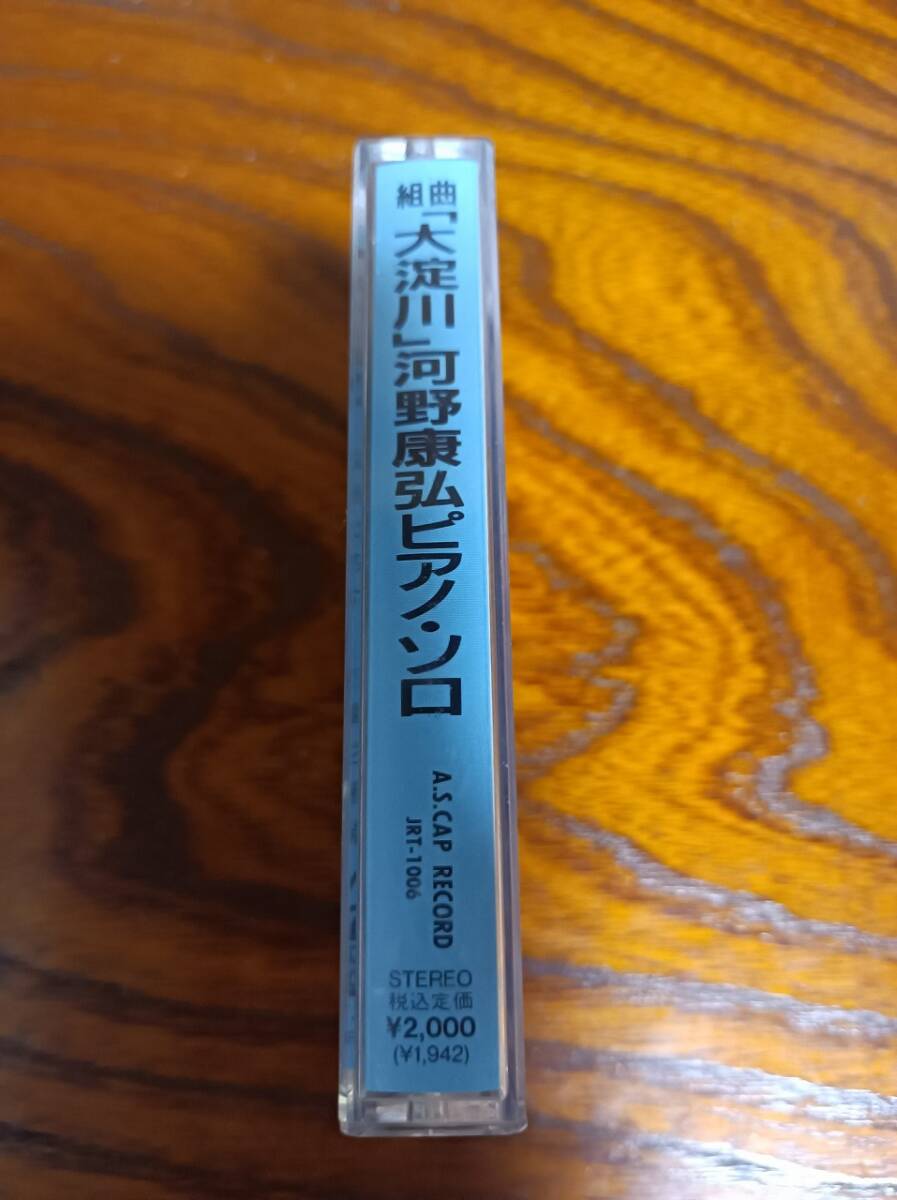 組曲「大淀川」河野康弘ピアノ・ソロ
A.S.CAP RECORD
JRT-1006
STEREO
税込定価
¥2,000
(¥1,942)